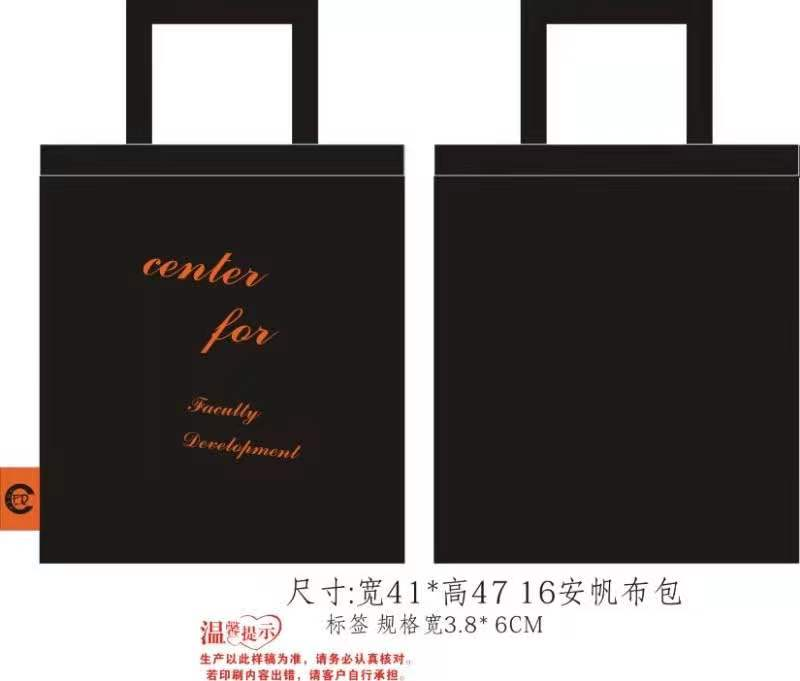 center
for
Faculty
Development
尺寸:宽41*高47 16安帆布包
标签 规格宽3.8* 6CM
温馨提示
生产以此样稿为准，请务必认真核对。
若印刷内容出错，请客户自行承担。